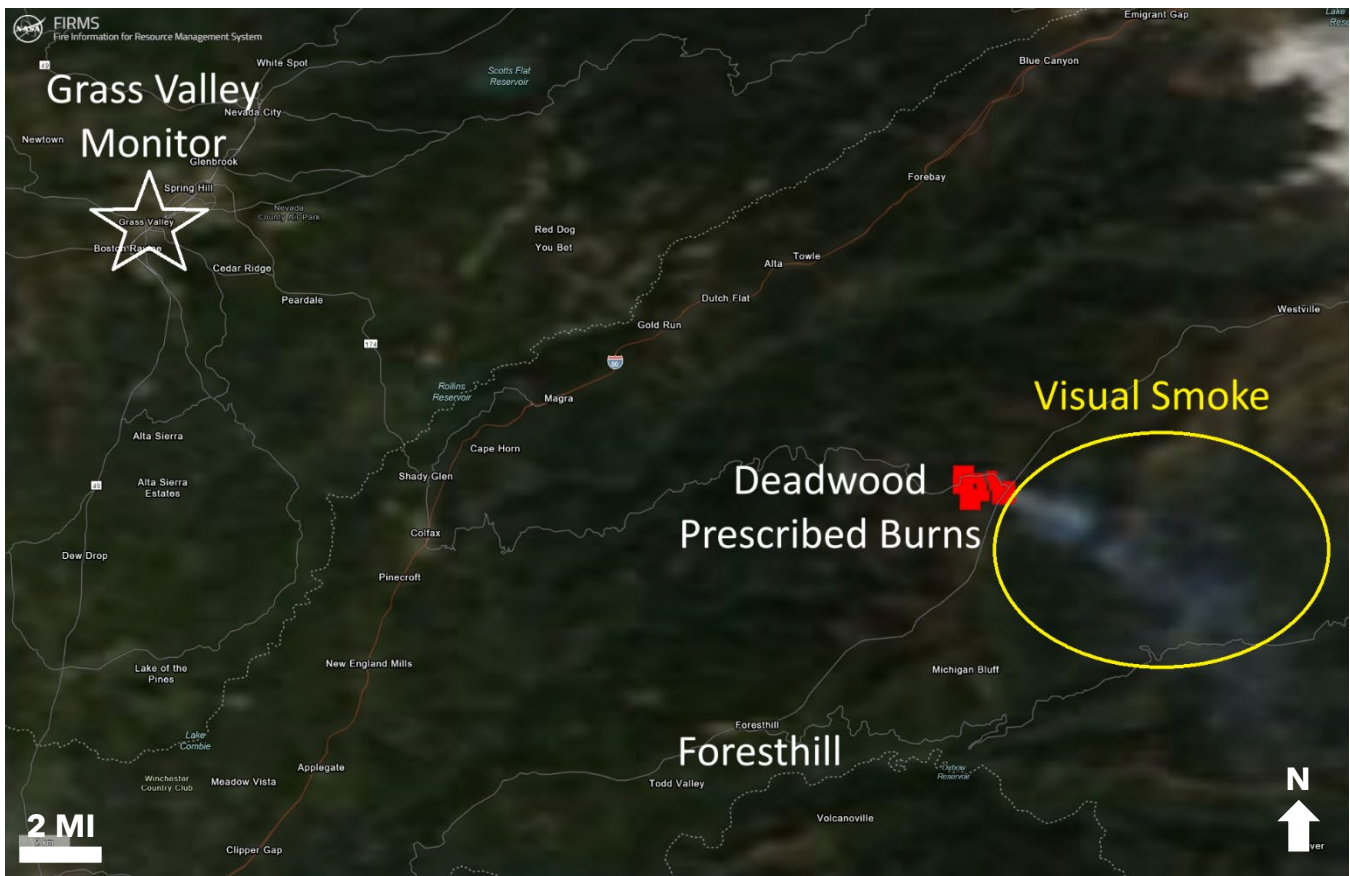 NASA
FIRMS
Fire Information for Resource Management System
Emigrant Gap
Lake
49
White Spot
Blue Canyon
Scotts Flat
Reservoir
Grass Valley
Monitor
Nevada City
Newtown
Glenbrook
Forebay
Spring Hill
Nevada
County Air Park
Grass Valley
Red Dog
Boston Ravine
You Bet
Cedar Ridge
Alta
Towle
Peardale
Dutch Flat
Westville
Gold Run
174
80
Rollins
Reservoir
Magra
Visual Smoke
Alta Sierra
Cape Horn
Shady Glen
Deadwood
Prescribed Burns
49
Alta Sierra
Estates
Colfax
Dew Drop
Pinecroft
New England Mills
Lake of the
Pines
Michigan Bluff
Foresthill
Foresthill
Lake
Combie
Applegate
Winchester
Country Club
Meadow Vista
Todd Valley
Oxbow
Reservoir
N
Volcanoville
2 MI
Clipper Gap